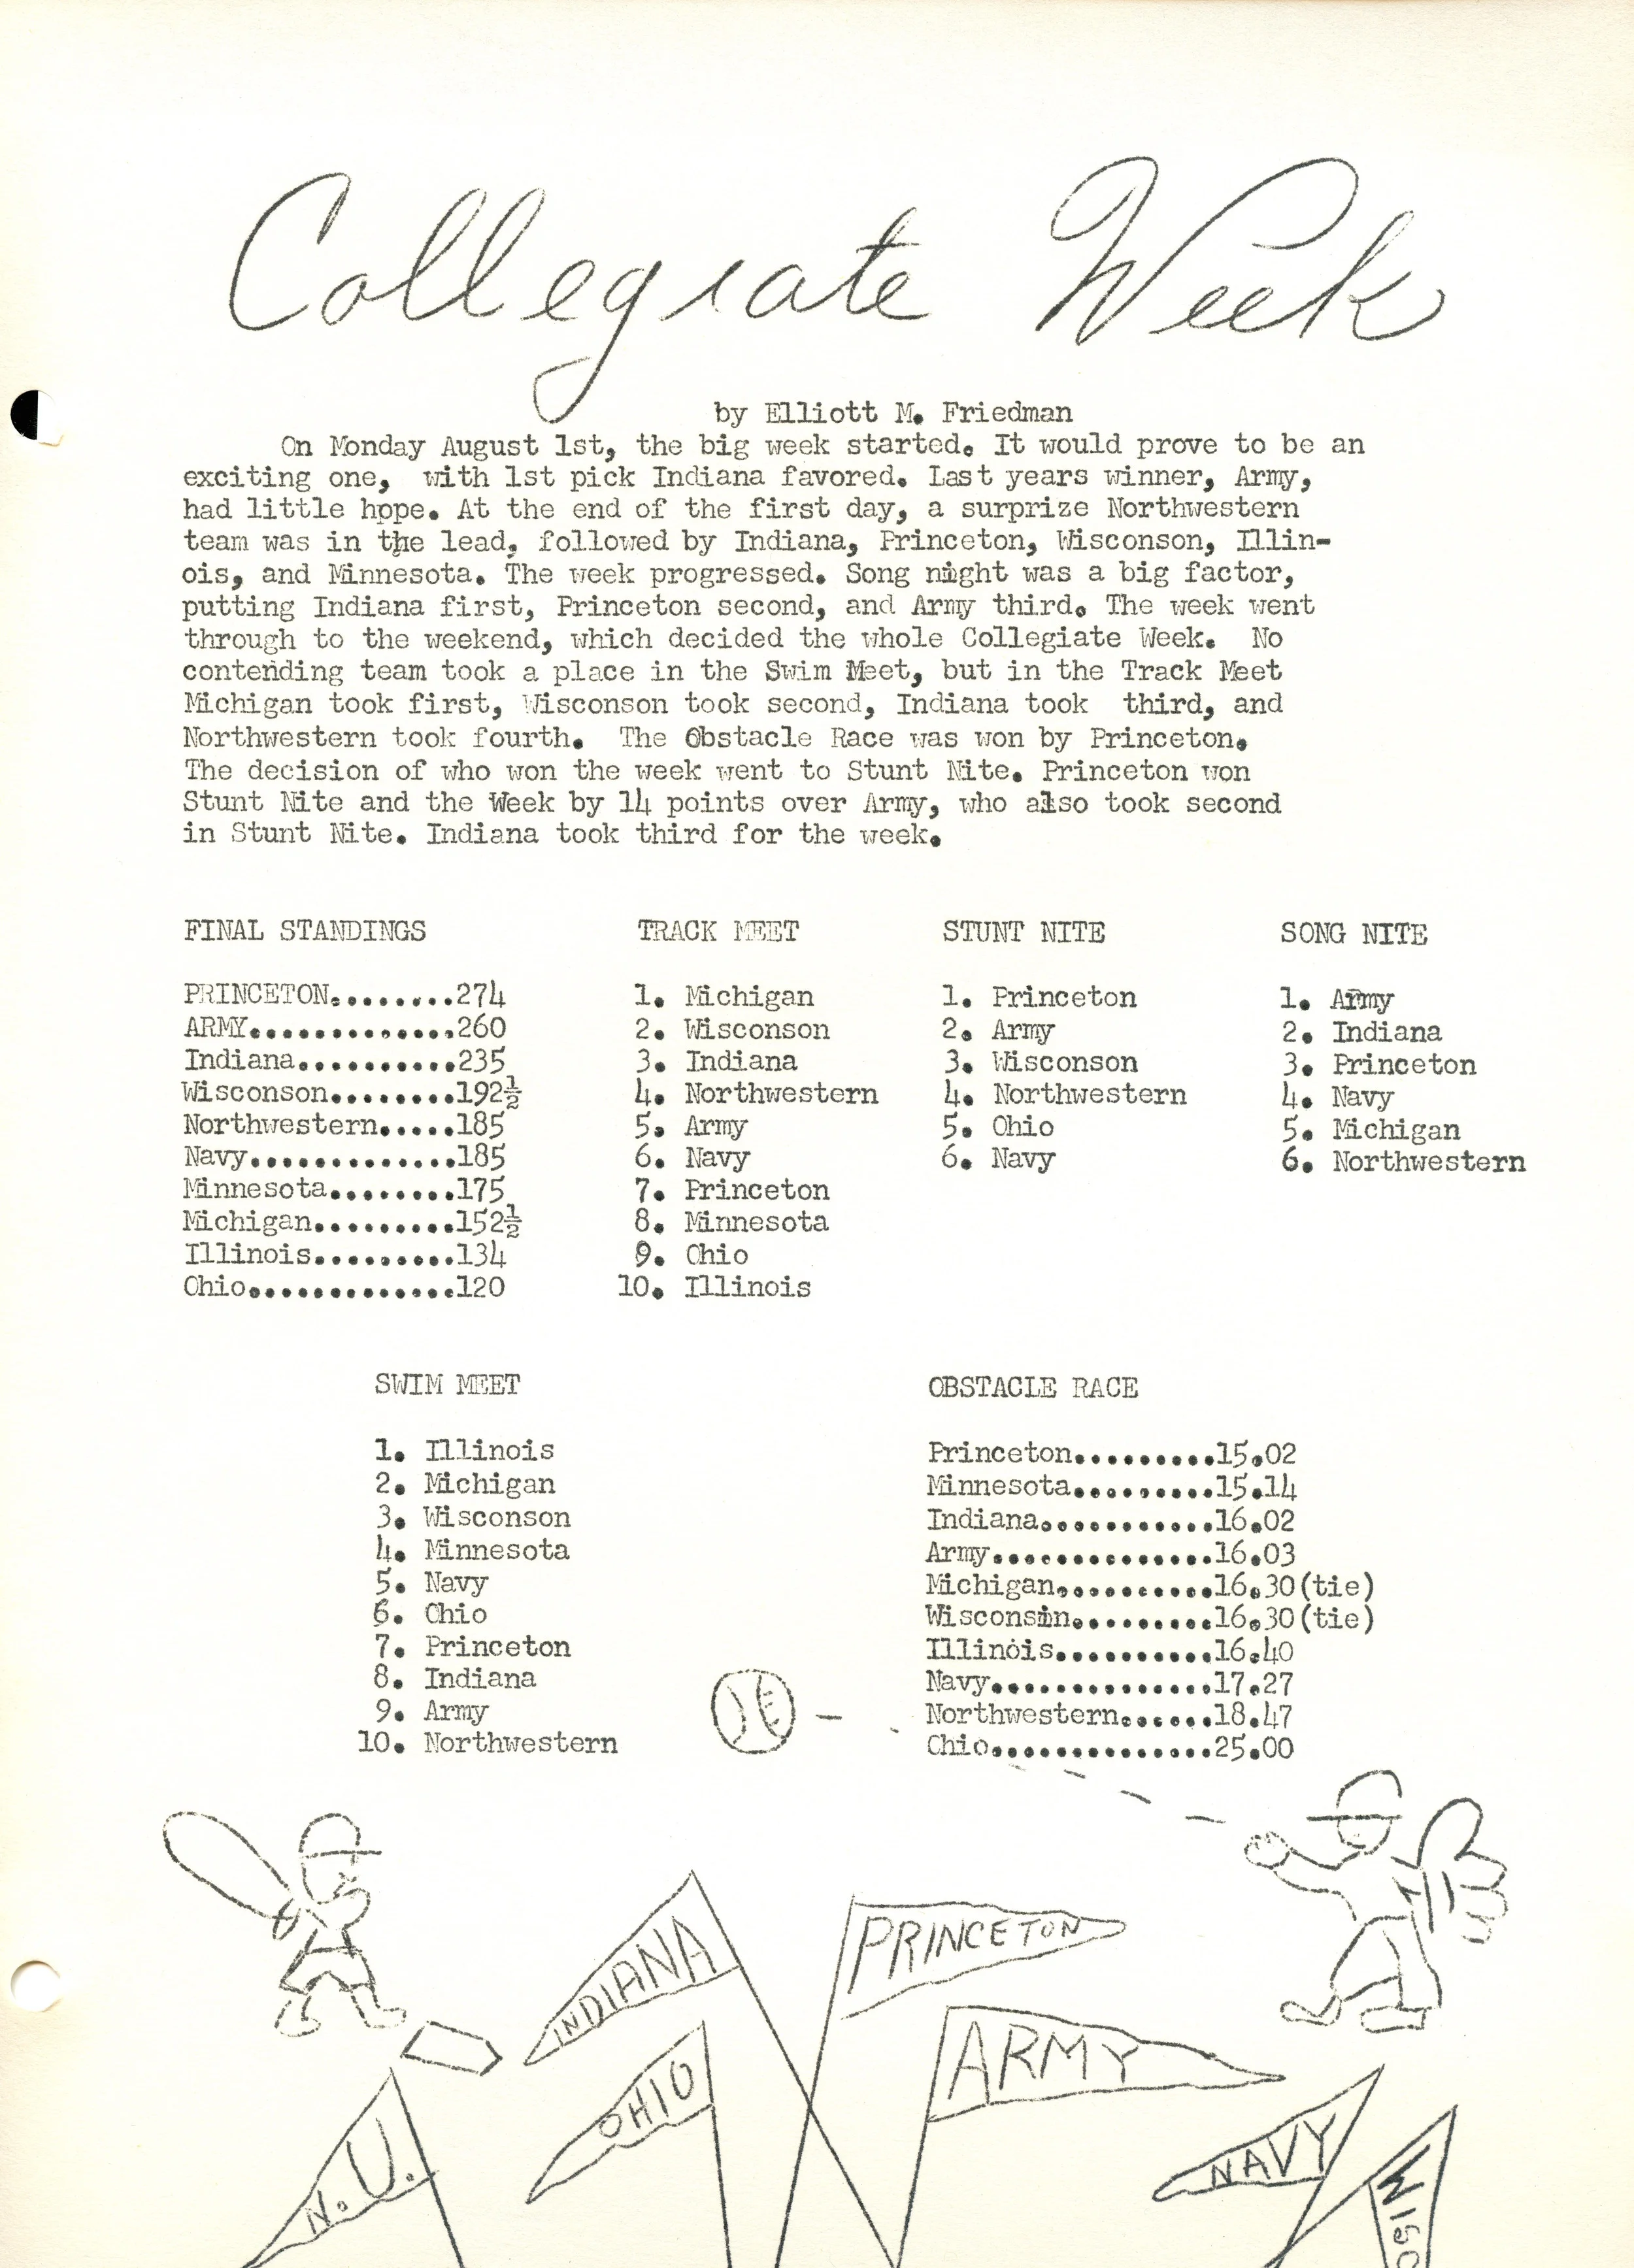 Collegiate Week
by Elliott M. Friedman
On Monday August 1st, the big week started. It would prove to be an
exciting one, with 1st pick Indiana favored. Last years winner, Army,
had little hope. At the end of the first day, a surprize Northwestern
team was in the lead, followed by Indiana, Princeton, Wisconson, Illin-
ois, and Minnesota. The week progressed. Song night was a big factor,
putting Indiana first, Princeton second, and Army third. The week went
through to the weekend, which decided the whole Collegiate Week. No
contending team took a place in the Swim Meet, but in the Track Meet
Michigan took first, Wisconson took second, Indiana took third, and
Northwestern took fourth. The Obstacle Race was won by Princeton.
The decision of who won the week went to Stunt Nite. Princeton won
Stunt Nite and the Week by 14 points over Army, who also took second
in Stunt Nite. Indiana took third for the week.
FINAL STANDINGS
PRINCETON........274
ARMY.............260
Indiana..........235
Wisconson........192½
Northwestern.....185
Navy.............185
Minnesota........175
Michigan.........152½
Illinois.........134
Ohio.............120
TRACK MEET
1. Michigan
2. Wisconson
3. Indiana
4. Northwestern
5. Army
6. Navy
7. Princeton
8. Minnesota
9. Ohio
10. Illinois
STUNT NITE
1. Princeton
2. Army
3. Wisconson
4. Northwestern
5. Ohio
6. Navy
SONG NITE
1. Army
2. Indiana
3. Princeton
4. Navy
5. Michigan
6. Northwestern
SWIM MEET
1. Illinois
2. Michigan
3. Wisconson
4. Minnesota
5. Navy
6. Ohio
7. Princeton
8. Indiana
9. Army
10. Northwestern
OBSTACLE RACE
Princeton.........15.02
Minnesota.........15.14
Indiana...........16.02
Army..............16.03
Michigan..........16.30(tie)
Wisconsin.........16.30(tie)
Illinois..........16.40
Navy..............17.27
Northwestern......18.47
Ohio..............25.00
INDIANA
PRINCETON
OHIO
ARMY
N.U.
NAVY
WISC